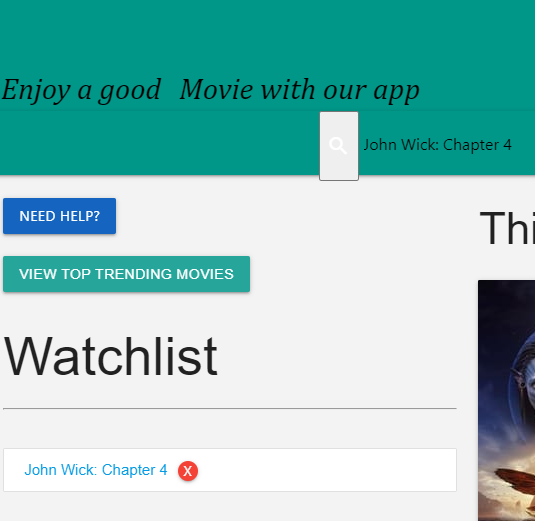 Enjoy a good Movie with our app
John Wick: Chapter 4
NEED HELP?
Thi
VIEW TOP TRENDING MOVIES
Watchlist
John Wick: Chapter 4 X